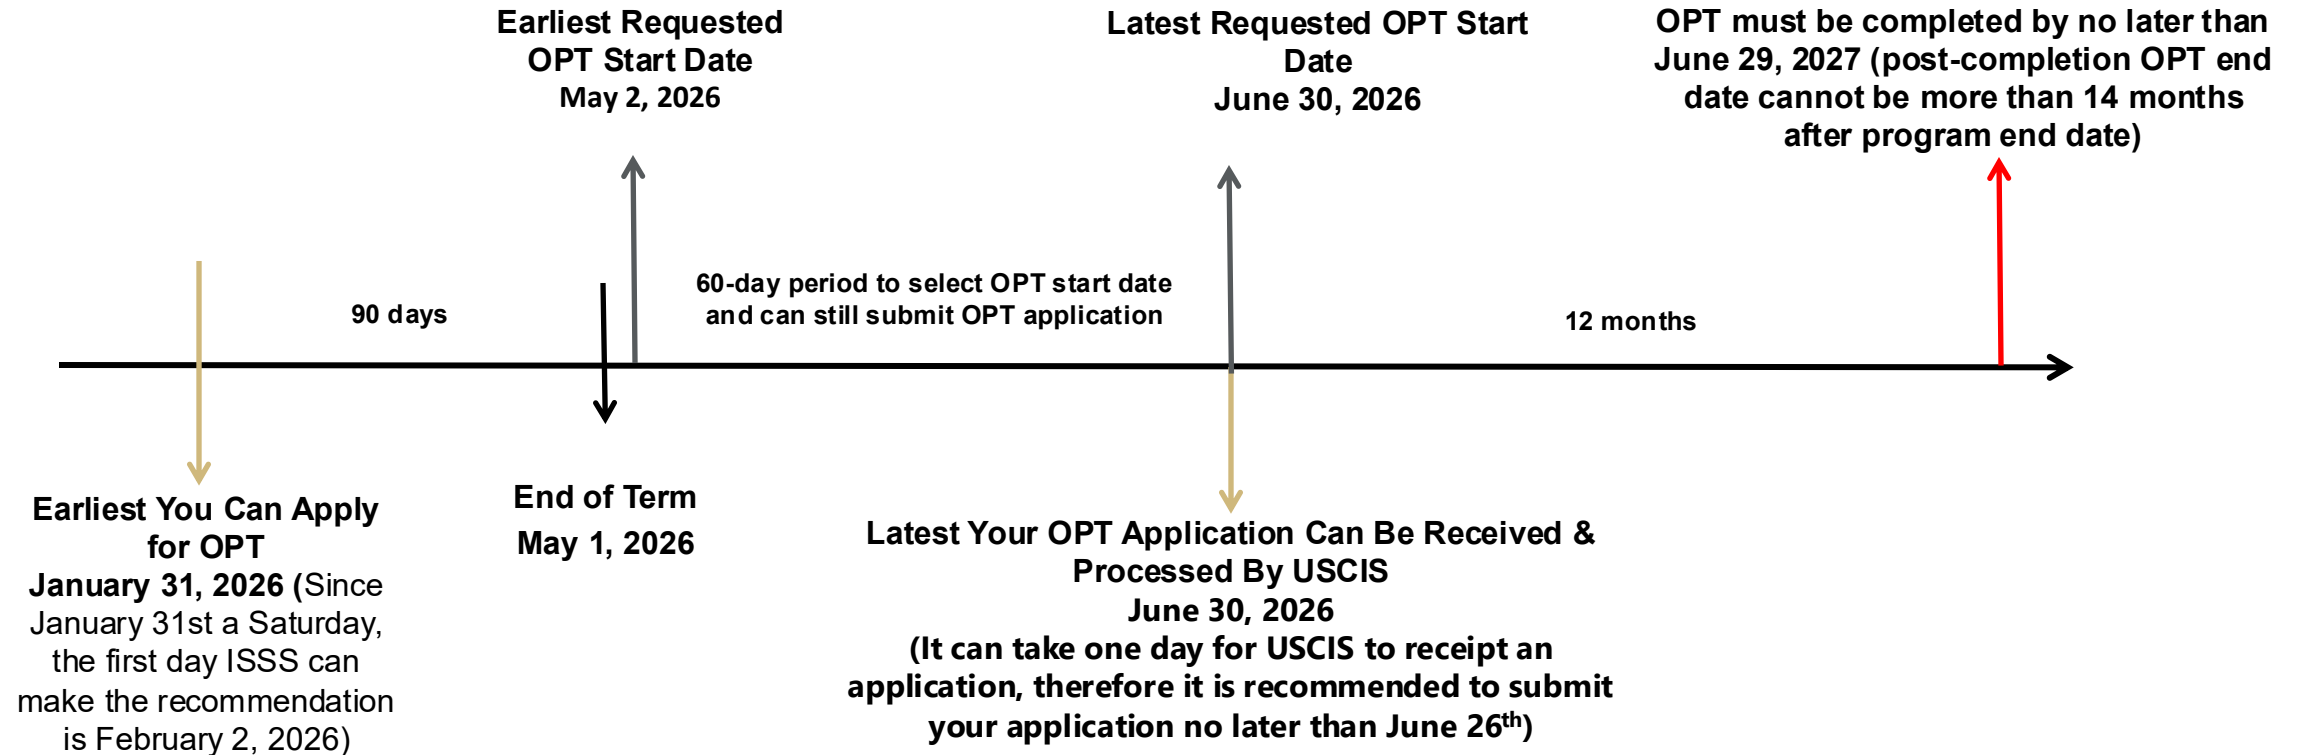 Earliest Requested
OPT Start Date
May 2, 2026
Latest Requested OPT Start
Date
June 30, 2026
OPT must be completed by no later than
June 29, 2027 (post-completion OPT end
date cannot be more than 14 months
after program end date)
90 days
60-day period to select OPT start date
and can still submit OPT application
12 months
Earliest You Can Apply
for OPT
January 31, 2026 (Since
January 31st a Saturday,
the first day ISSS can
make the recommendation
is February 2, 2026)
End of Term
May 1, 2026
Latest Your OPT Application Can Be Received &
Processed By USCIS
June 30, 2026
(It can take one day for USCIS to receipt an
application, therefore it is recommended to submit
your application no later than June 26th)